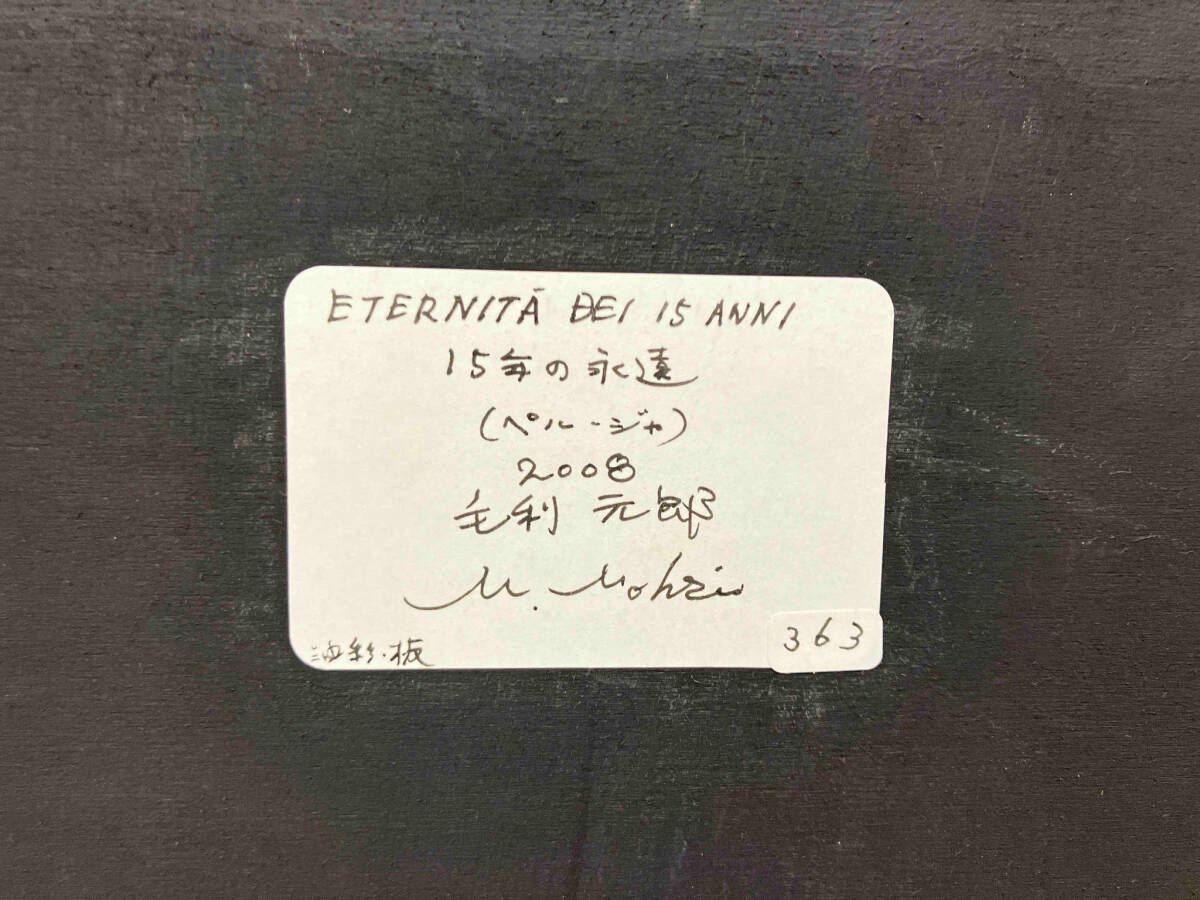 ETERNITĀ DEI 15 ANNI
15年の永遠
(ペルージャ)
2008
毛利 元郎
M. Mohri
油彩・板
363